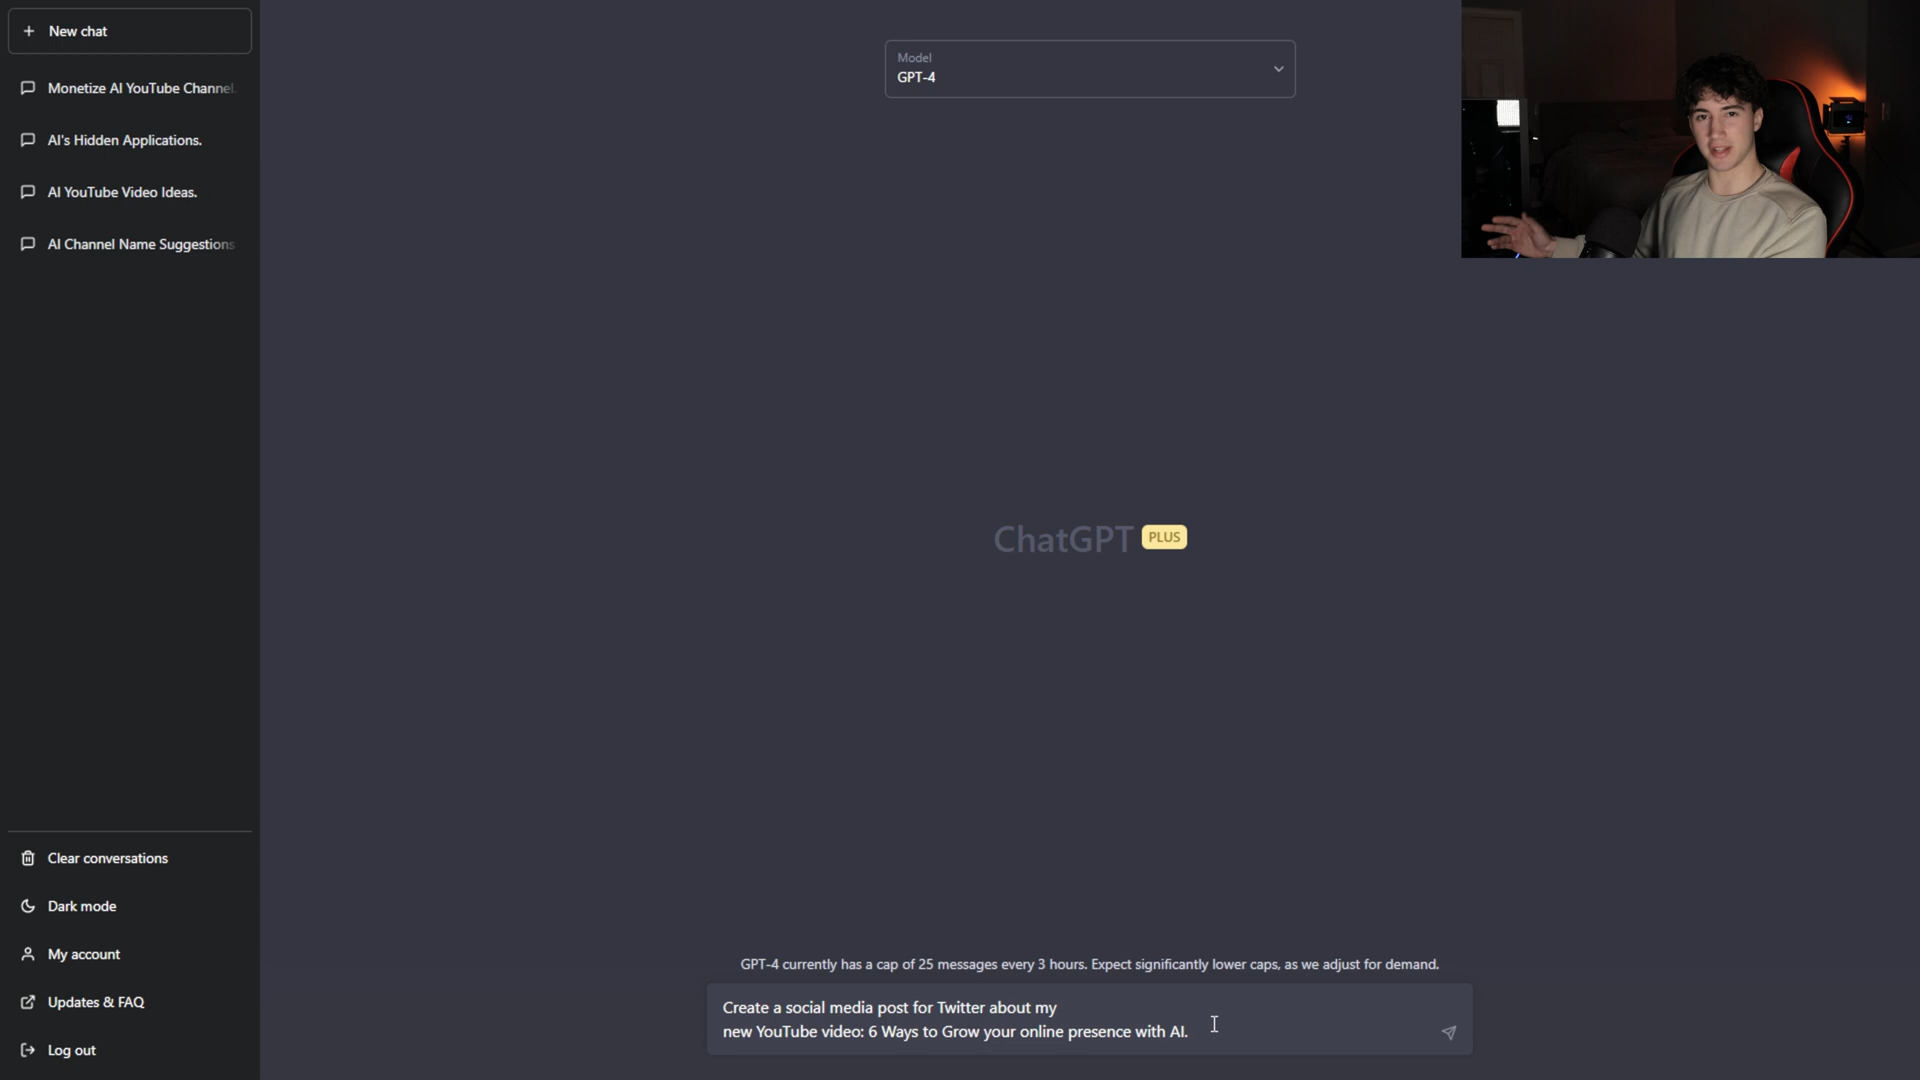 New chat
Monetize AI YouTube Channel.
AI's Hidden Applications.
AI YouTube Video Ideas.
AI Channel Name Suggestions
Clear conversations
Dark mode
My account
Updates & FAQ
Log out
Model
GPT-4
ChatGPT PLUS
GPT-4 currently has a cap of 25 messages every 3 hours. Expect significantly lower caps, as we adjust for demand.
Create a social media post for Twitter about my
new YouTube video: 6 Ways to Grow your online presence with AI.